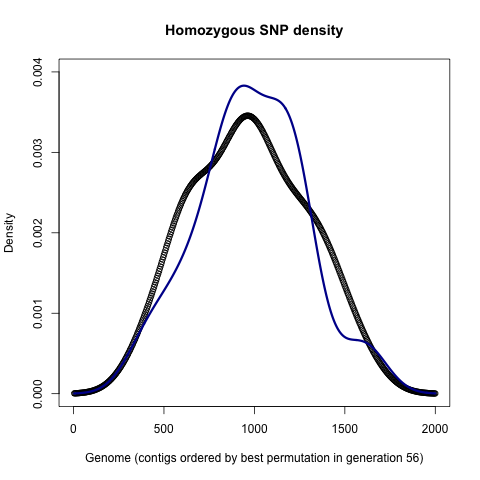 Homozygous SNP density
Density
0.004
0.003
0.002
0.001
0.000
0 500 1000 1500 2000
Genome (contigs ordered by best permutation in generation 56)